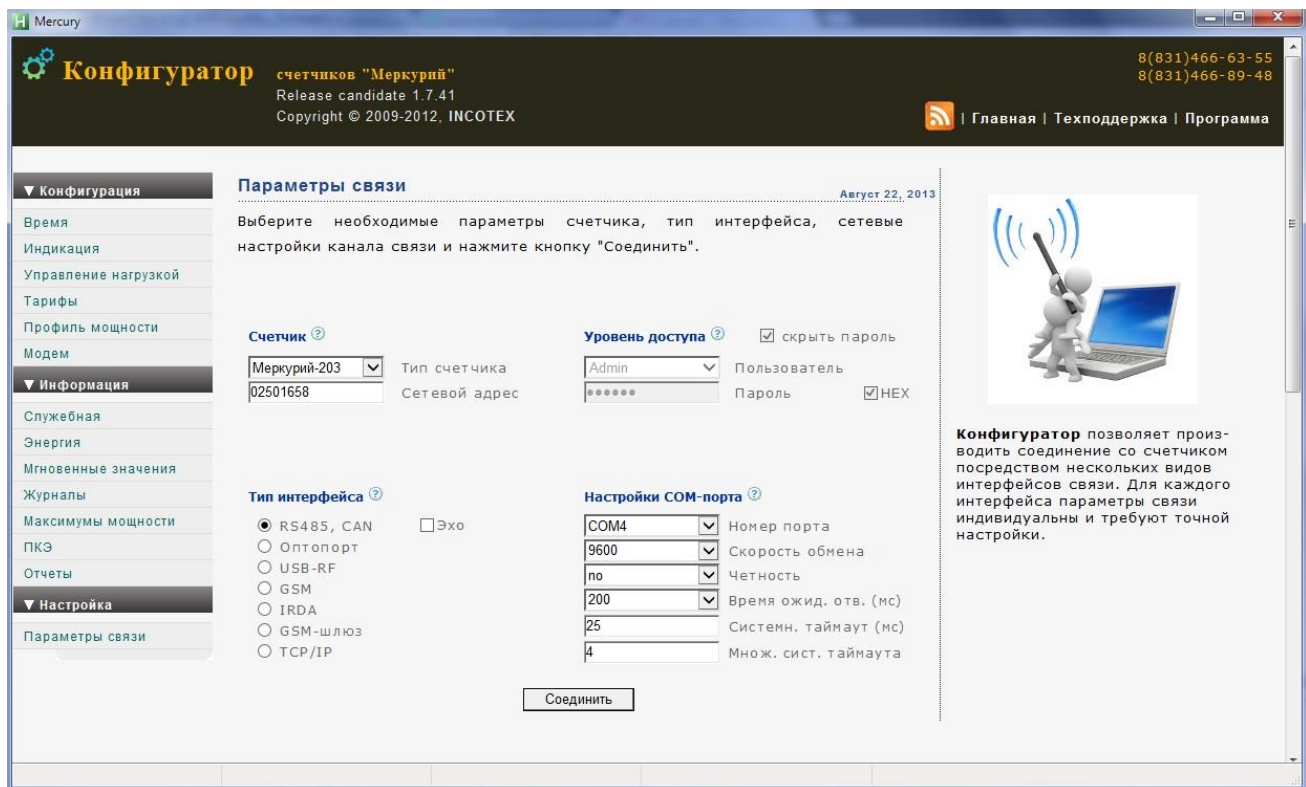 Mercury
Конфигуратор
счетчиков "Меркурий"
Release candidate 1.7.41
Copyright © 2009-2012, INCOTEX
8(831)466-63-55
8(831)466-89-48
| Главная | Техподдержка | Программа
▼ Конфигурация
Время
Индикация
Управление нагрузкой
Тарифы
Профиль мощности
Модем
▼ Информация
Служебная
Энергия
Мгновенные значения
Журналы
Максимумы мощности
ПКЭ
Отчеты
▼ Настройка
Параметры связи
Параметры связи
Август 22, 2013
Выберите необходимые параметры счетчика, тип интерфейса, сетевые
настройки канала связи и нажмите кнопку "Соединить".
Счетчик ?
Меркурий-203 Тип счетчика
02501658 Сетевой адрес
Уровень доступа ? скрыть пароль
Admin Пользователь
●●●●●● Пароль HEX
Тип интерфейса ?
RS485, CAN Эхо
Оптопорт
USB-RF
GSM
IRDA
GSM-шлюз
TCP/IP
Настройки COM-порта ?
COM4 Номер порта
9600 Скорость обмена
no Четность
200 Время ожид. отв. (мс)
25 Системн. таймаут (мс)
4 Множ. сист. таймаута
Соединить
Конфигуратор позволяет произ-
водить соединение со счетчиком
посредством нескольких видов
интерфейсов связи. Для каждого
интерфейса параметры связи
индивидуальны и требуют точной
настройки.